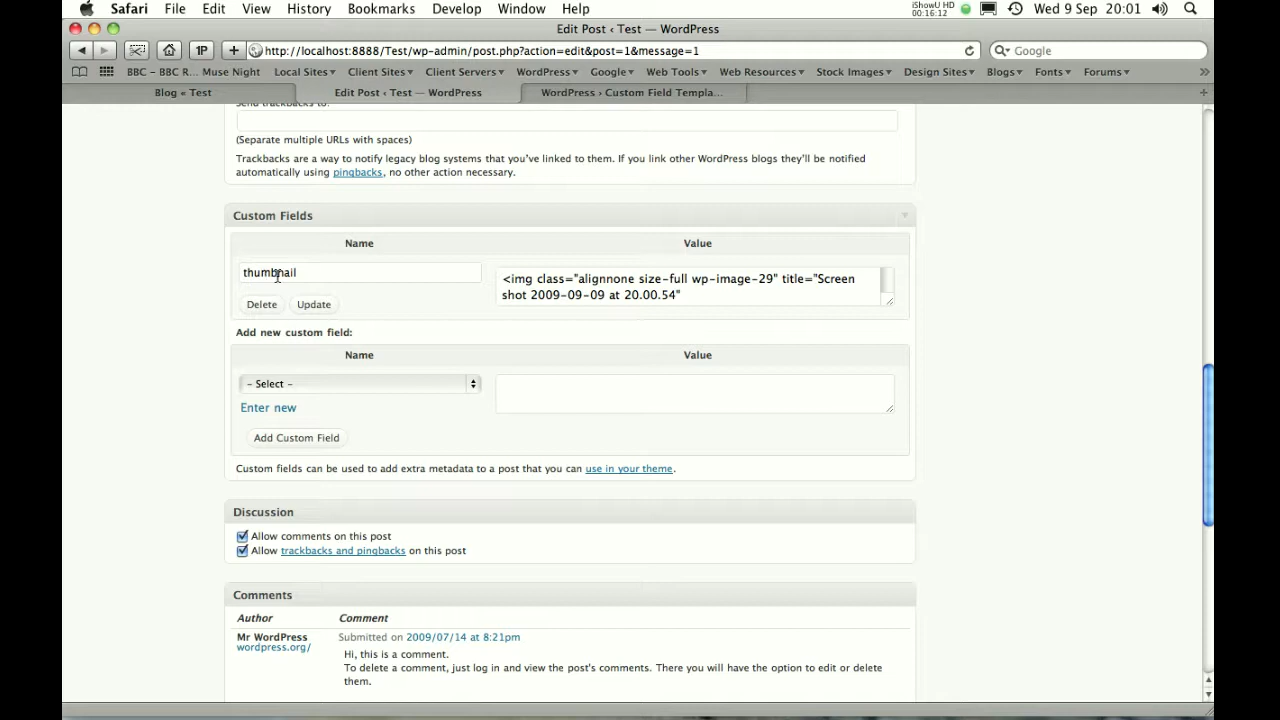 Safari File Edit View History Bookmarks Develop Window Help iShowU HD 00:16:12 Wed 9 Sep 20:01
Edit Post ‹ Test — WordPress
1P + http://localhost:8888/Test/wp-admin/post.php?action=edit&post=1&message=1 Google
BBC – BBC R... Muse Night Local Sites Client Sites Client Servers WordPress Google Web Tools Web Resources Stock Images Design Sites Blogs Fonts Forums
Blog « Test Edit Post ‹ Test — WordPress WordPress › Custom Field Templa...
Send trackbacks to:
(Separate multiple URLs with spaces)
Trackbacks are a way to notify legacy blog systems that you've linked to them. If you link other WordPress blogs they'll be notified
automatically using pingbacks, no other action necessary.
Custom Fields
Name Value
thumbnail
<img class="alignnone size-full wp-image-29" title="Screen
shot 2009-09-09 at 20.00.54"
Delete Update
Add new custom field:
Name Value
– Select –
Enter new
Add Custom Field
Custom fields can be used to add extra metadata to a post that you can use in your theme.
Discussion
Allow comments on this post
Allow trackbacks and pingbacks on this post
Comments
Author Comment
Mr WordPress Submitted on 2009/07/14 at 8:21pm
wordpress.org/
Hi, this is a comment.
To delete a comment, just log in and view the post's comments. There you will have the option to edit or delete
them.